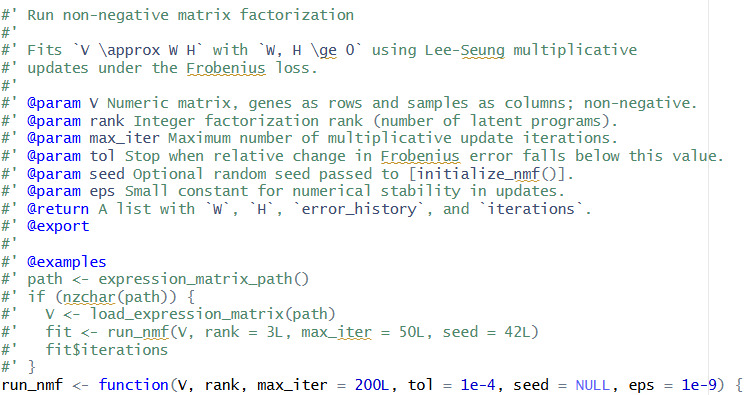 #' Run non-negative matrix factorization
#'
#' Fits `V \approx W H` with `W, H \ge 0` using Lee-Seung multiplicative
#' updates under the Frobenius loss.
#'
#' @param V Numeric matrix, genes as rows and samples as columns; non-negative.
#' @param rank Integer factorization rank (number of latent programs).
#' @param max_iter Maximum number of multiplicative update iterations.
#' @param tol Stop when relative change in Frobenius error falls below this value.
#' @param seed Optional random seed passed to [initialize_nmf()].
#' @param eps Small constant for numerical stability in updates.
#' @return A list with `W`, `H`, `error_history`, and `iterations`.
#' @export
#'
#' @examples
#' path <- expression_matrix_path()
#' if (nzchar(path)) {
#'   V <- load_expression_matrix(path)
#'   fit <- run_nmf(V, rank = 3L, max_iter = 50L, seed = 42L)
#'   fit$iterations
#' }
run_nmf <- function(V, rank, max_iter = 200L, tol = 1e-4, seed = NULL, eps = 1e-9) {